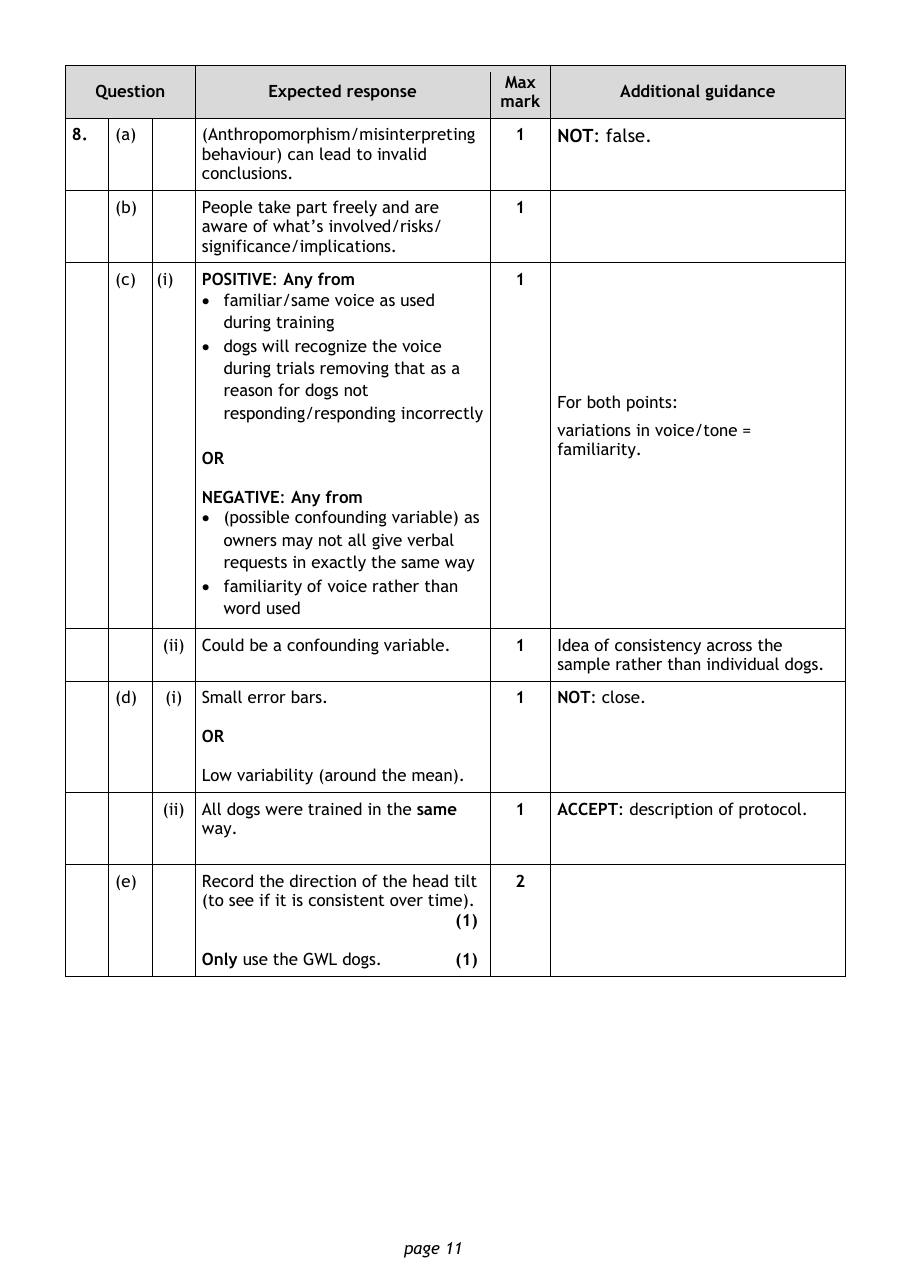 Question Expected response Max mark Additional guidance
8. (a) (Anthropomorphism/misinterpreting 1 NOT: false.
behaviour) can lead to invalid
conclusions.
(b) People take part freely and are 1
aware of what’s involved/risks/
significance/implications.
(c) (i) POSITIVE: Any from 1
• familiar/same voice as used
during training
• dogs will recognize the voice
during trials removing that as a
reason for dogs not
responding/responding incorrectly
OR
NEGATIVE: Any from
• (possible confounding variable) as
owners may not all give verbal
requests in exactly the same way
• familiarity of voice rather than
word used
For both points:
variations in voice/tone =
familiarity.
(ii) Could be a confounding variable. 1 Idea of consistency across the
sample rather than individual dogs.
(d) (i) Small error bars. 1 NOT: close.
OR
Low variability (around the mean).
(ii) All dogs were trained in the same 1 ACCEPT: description of protocol.
way.
(e) Record the direction of the head tilt 2
(to see if it is consistent over time).
(1)
Only use the GWL dogs. (1)
page 11